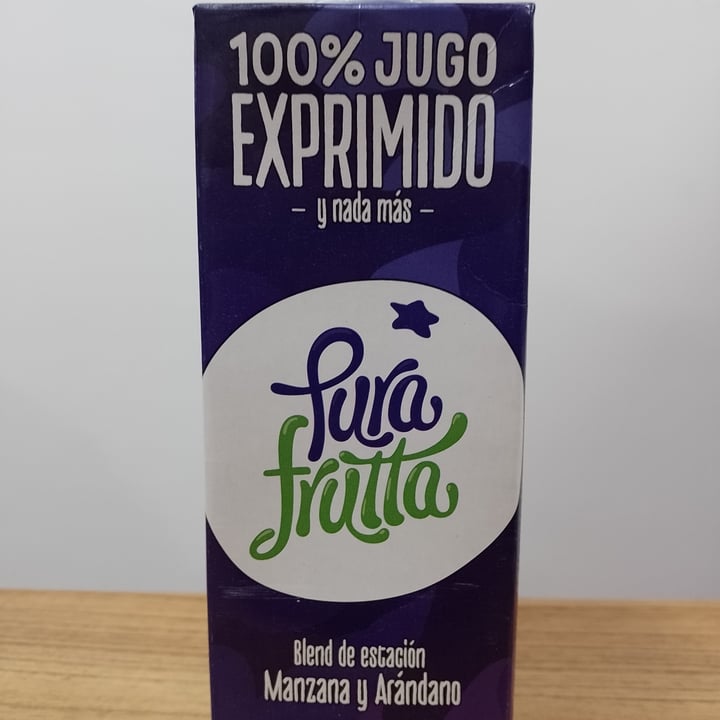 100% JUGO
EXPRIMIDO
- y nada más -
Pura
frutta
Blend de estación
Manzana y Arándano